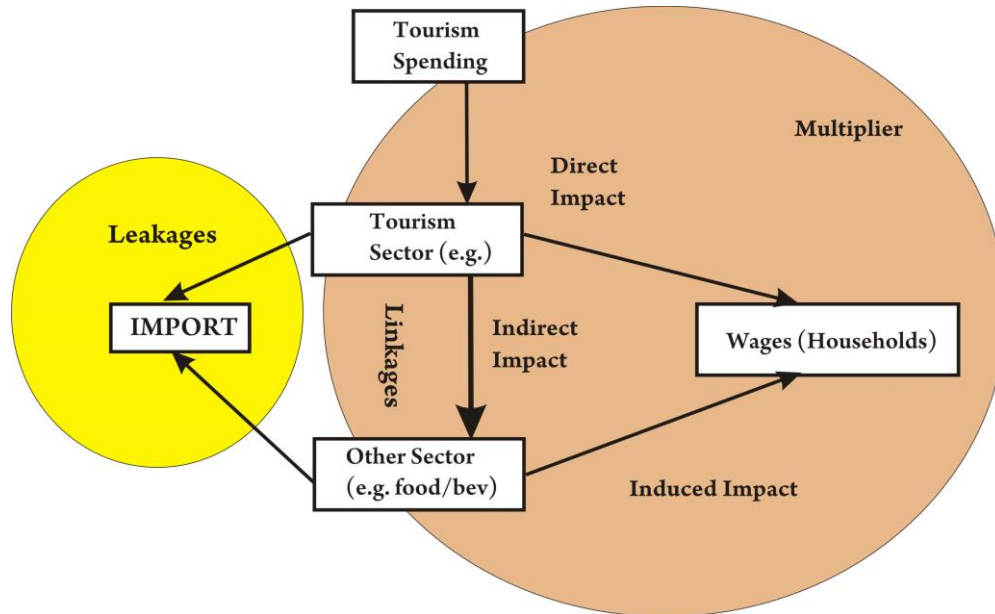 Tourism
Spending
Multiplier
Direct
Impact
Tourism
Sector (e.g.)
Leakages
IMPORT
Linkages
Indirect
Impact
Wages (Households)
Other Sector
(e.g. food/bev)
Induced Impact